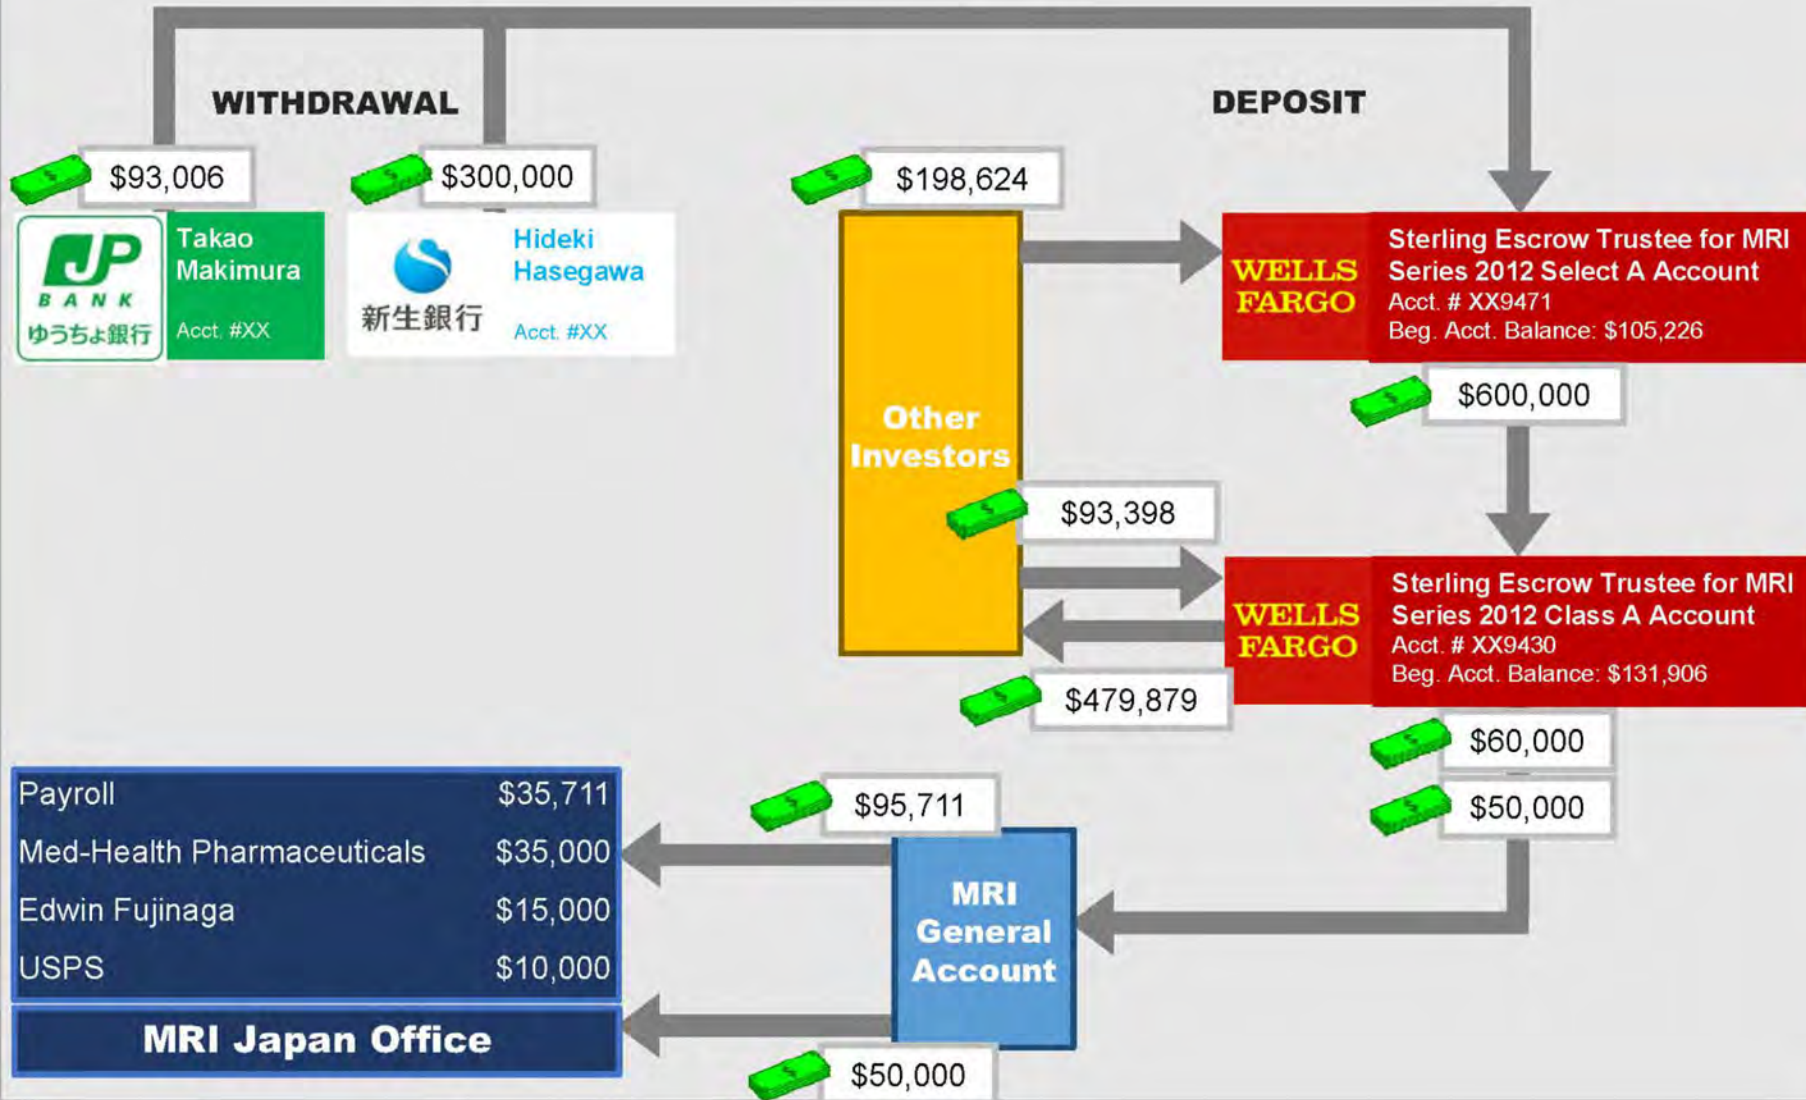 WITHDRAWAL
DEPOSIT
$93,006
$300,000
$198,624
JP
BANK
ゆうちょ銀行
Takao
Makimura
Acct. #XX
新生銀行
Hideki
Hasegawa
Acct. #XX
WELLS
FARGO
Sterling Escrow Trustee for MRI
Series 2012 Select A Account
Acct. # XX9471
Beg. Acct. Balance: $105,226
$600,000
Other
Investors
$93,398
WELLS
FARGO
Sterling Escrow Trustee for MRI
Series 2012 Class A Account
Acct. # XX9430
Beg. Acct. Balance: $131,906
$479,879
$60,000
$50,000
$95,711
Payroll $35,711
Med-Health Pharmaceuticals $35,000
Edwin Fujinaga $15,000
USPS $10,000
MRI Japan Office
MRI
General
Account
$50,000